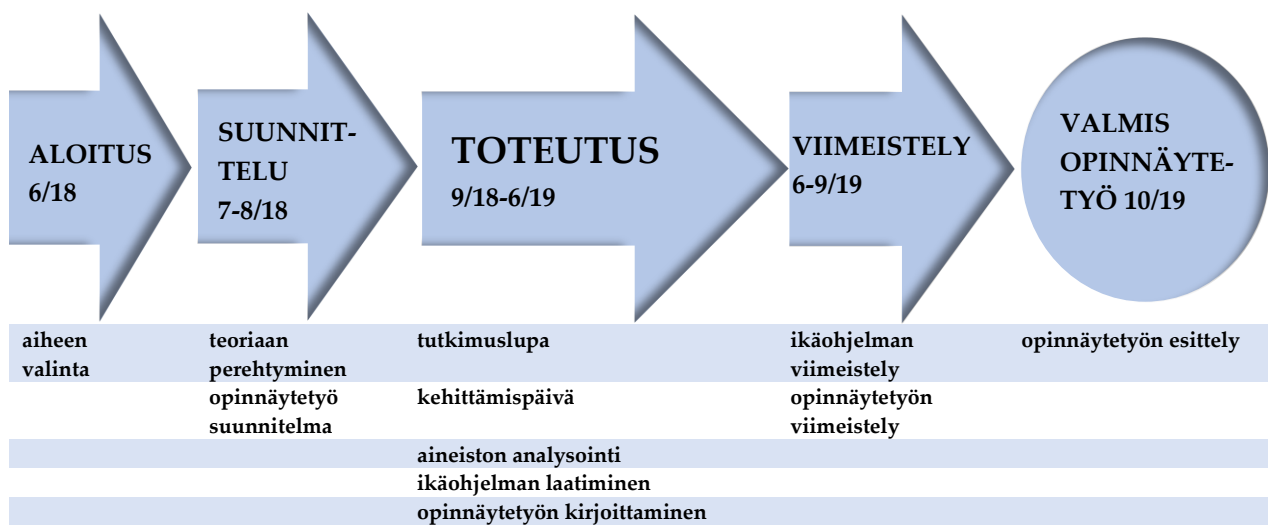 ALOITUS
6/18
SUUNNIT-
TELU
7-8/18
TOTEUTUS
9/18-6/19
VIIMEISTELY
6-9/19
VALMIS
OPINNÄYTE-
TYÖ 10/19
aiheen
valinta
teoriaan
perehtyminen
tutkimuslupa
ikäohjelman
viimeistely
opinnäytetyön esittely
opinnäytetyö
suunnitelma
kehittämispäivä
opinnäytetyön
viimeistely
aineiston analysointi
ikäohjelman laatiminen
opinnäytetyön kirjoittaminen